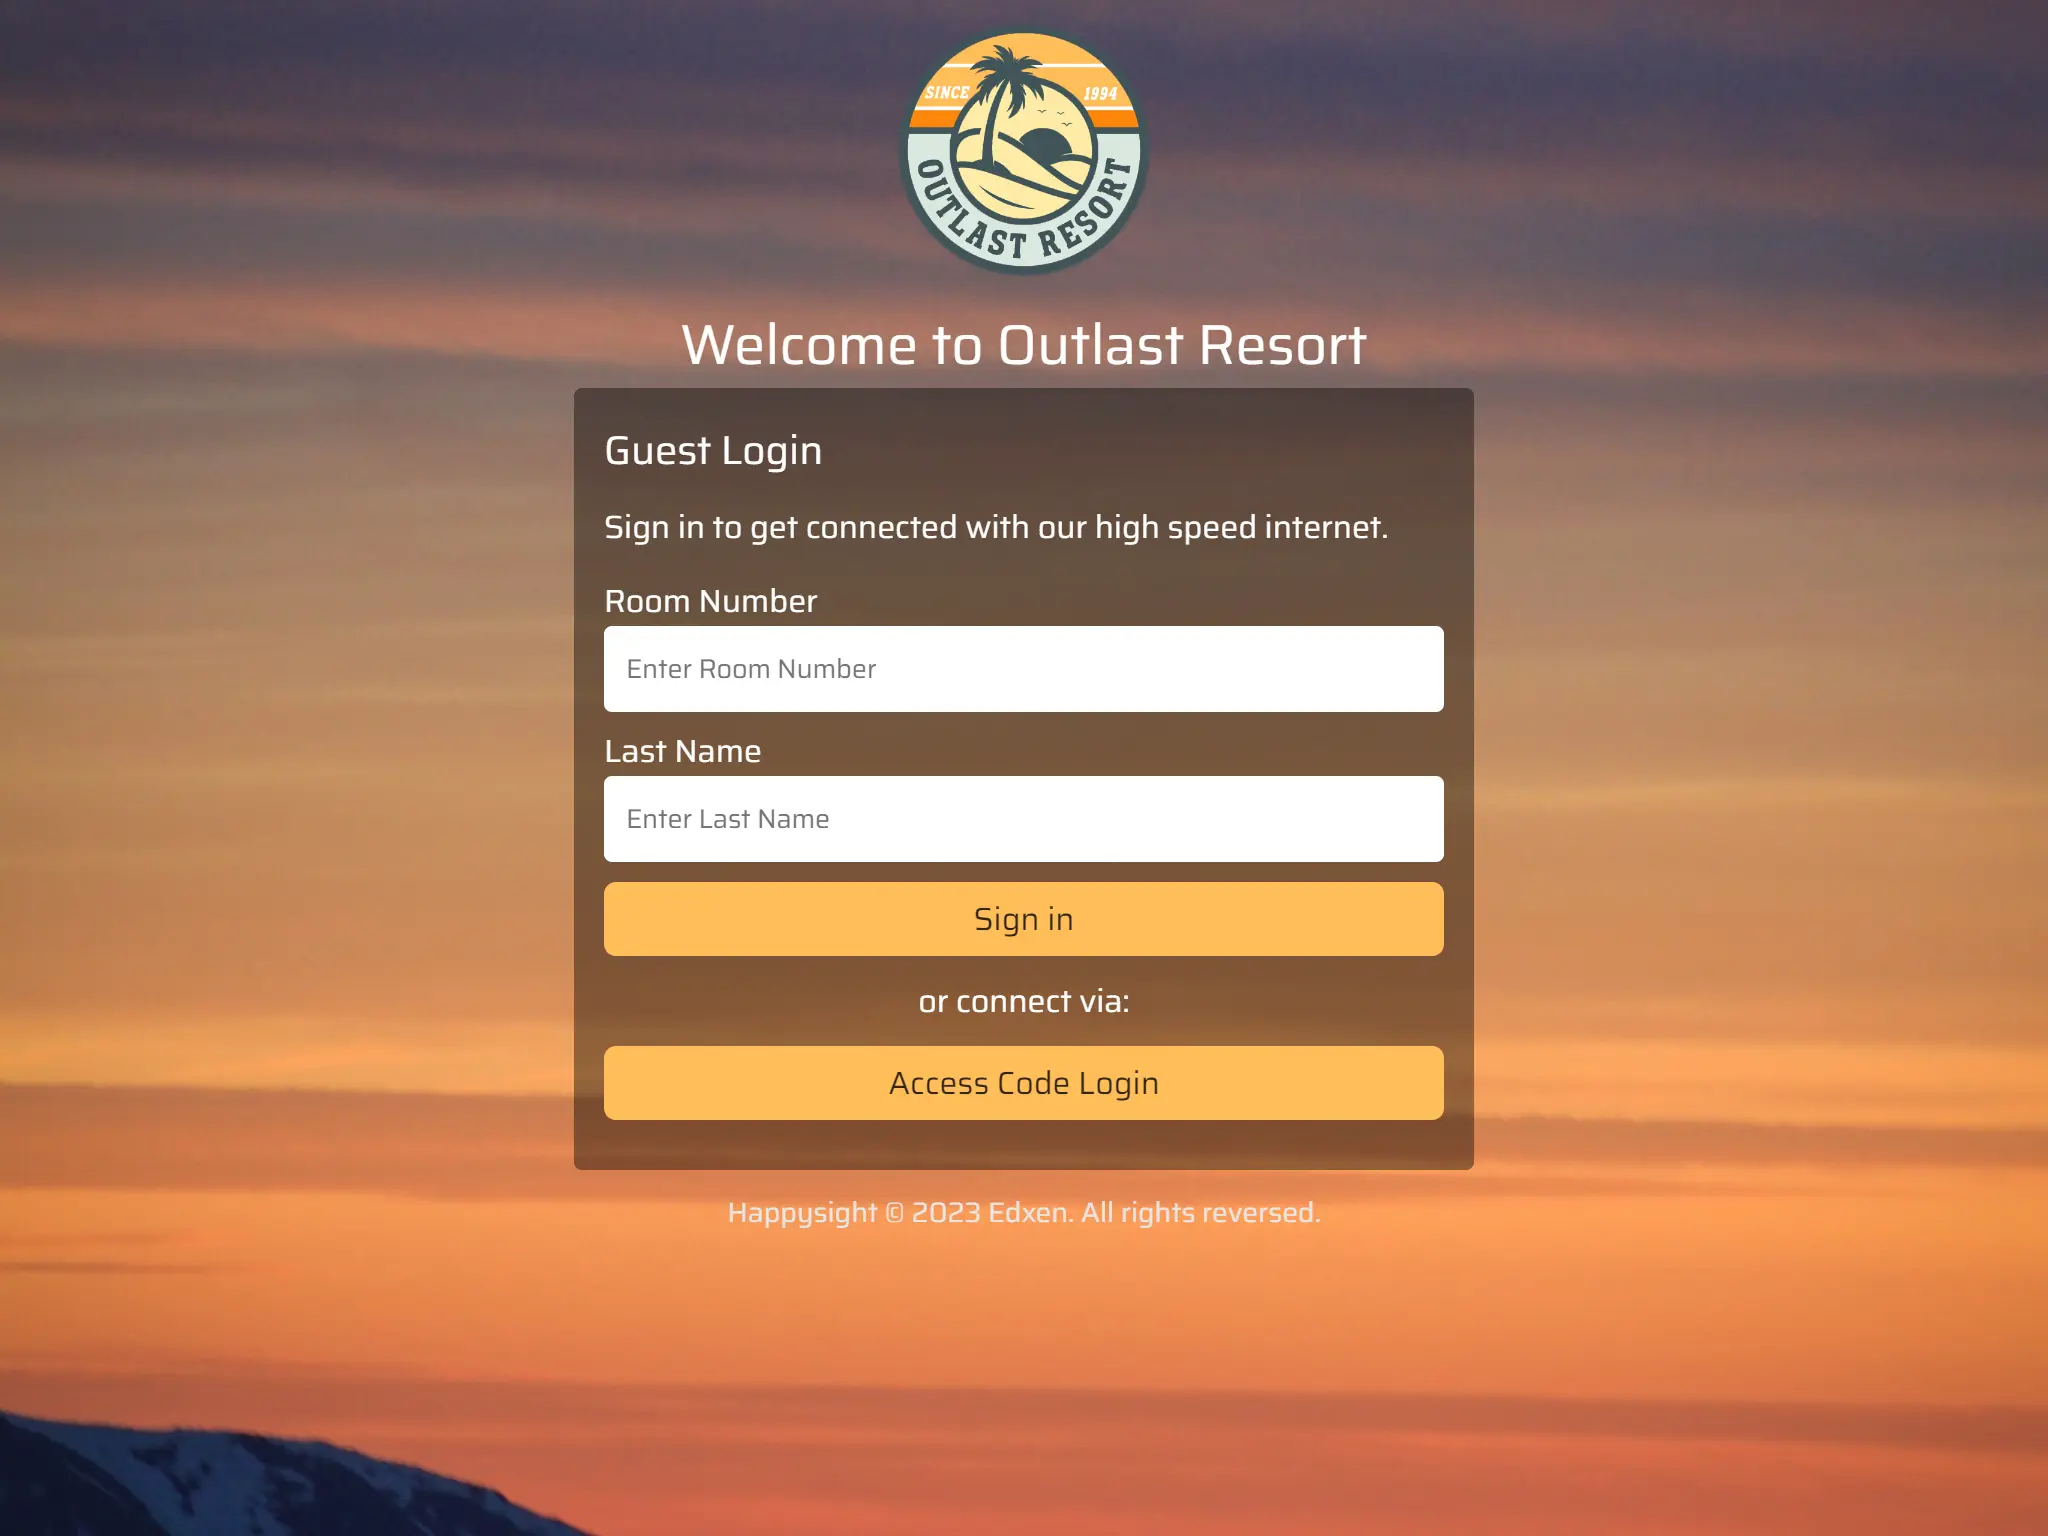 SINCE 1994
OUTLAST RESORT
Welcome to Outlast Resort
Guest Login
Sign in to get connected with our high speed internet.
Room Number
Enter Room Number
Last Name
Enter Last Name
Sign in
or connect via:
Access Code Login
Happysight © 2023 Edxen. All rights reversed.